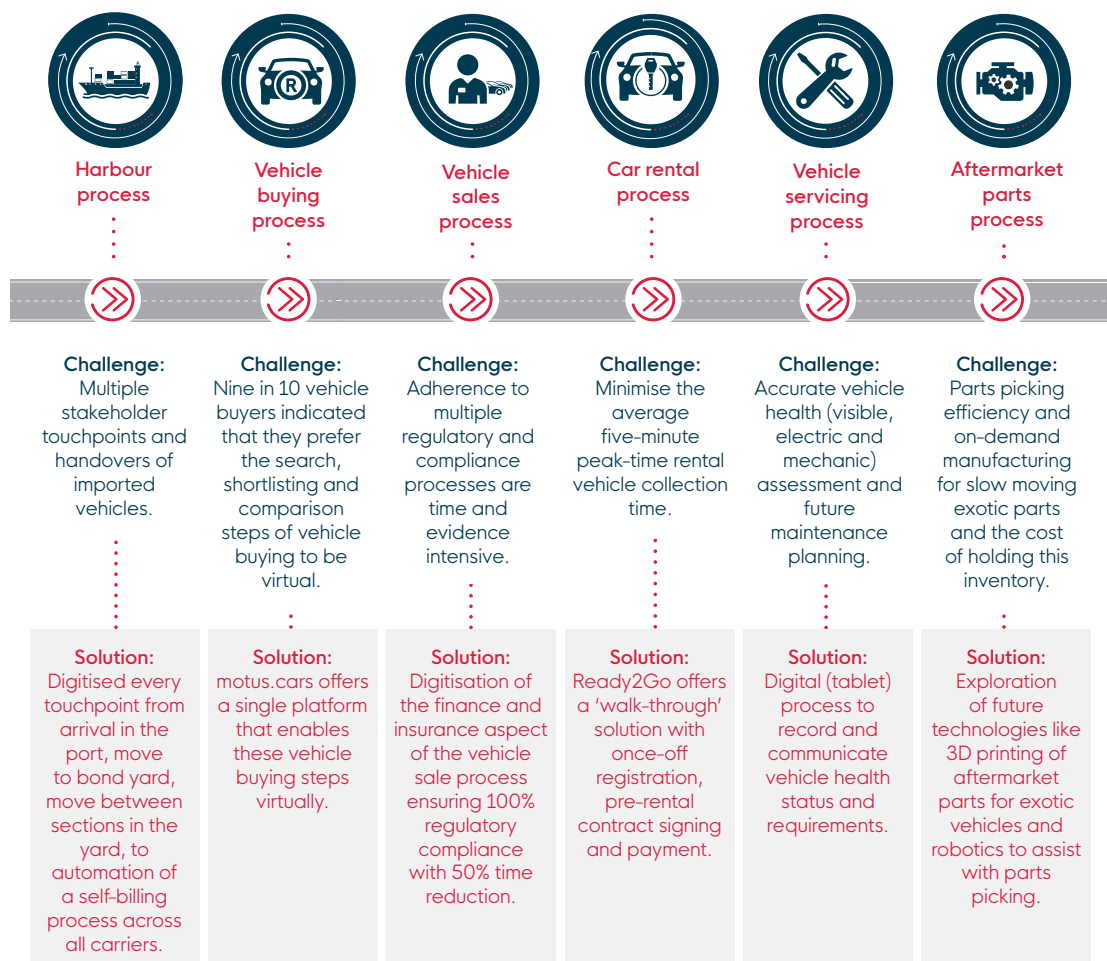 R
Harbour
process
Vehicle
buying
process
Vehicle
sales
process
Car rental
process
Vehicle
servicing
process
Aftermarket
parts
process
Challenge:
Multiple
stakeholder
touchpoints and
handovers of
imported
vehicles.
Challenge:
Nine in 10 vehicle
buyers indicated
that they prefer
the search,
shortlisting and
comparison
steps of vehicle
buying to be
virtual.
Challenge:
Adherence to
multiple
regulatory and
compliance
processes are
time and
evidence
intensive.
Challenge:
Minimise the
average
five-minute
peak-time rental
vehicle collection
time.
Challenge:
Accurate vehicle
health (visible,
electric and
mechanic)
assessment and
future
maintenance
planning.
Challenge:
Parts picking
efficiency and
on-demand
manufacturing
for slow moving
exotic parts
and the cost
of holding this
inventory.
Solution:
Digitised every
touchpoint from
arrival in the
port, move
to bond yard,
move between
sections in the
yard, to
automation of
a self-billing
process across
all carriers.
Solution:
motus.cars offers
a single platform
that enables
these vehicle
buying steps
virtually.
Solution:
Digitisation of
the finance and
insurance aspect
of the vehicle
sale process
ensuring 100%
regulatory
compliance
with 50% time
reduction.
Solution:
Ready2Go offers
a ‘walk-through’
solution with
once-off
registration,
pre-rental
contract signing
and payment.
Solution:
Digital (tablet)
process to
record and
communicate
vehicle health
status and
requirements.
Solution:
Exploration
of future
technologies like
3D printing of
aftermarket
parts for exotic
vehicles and
robotics to assist
with parts
picking.